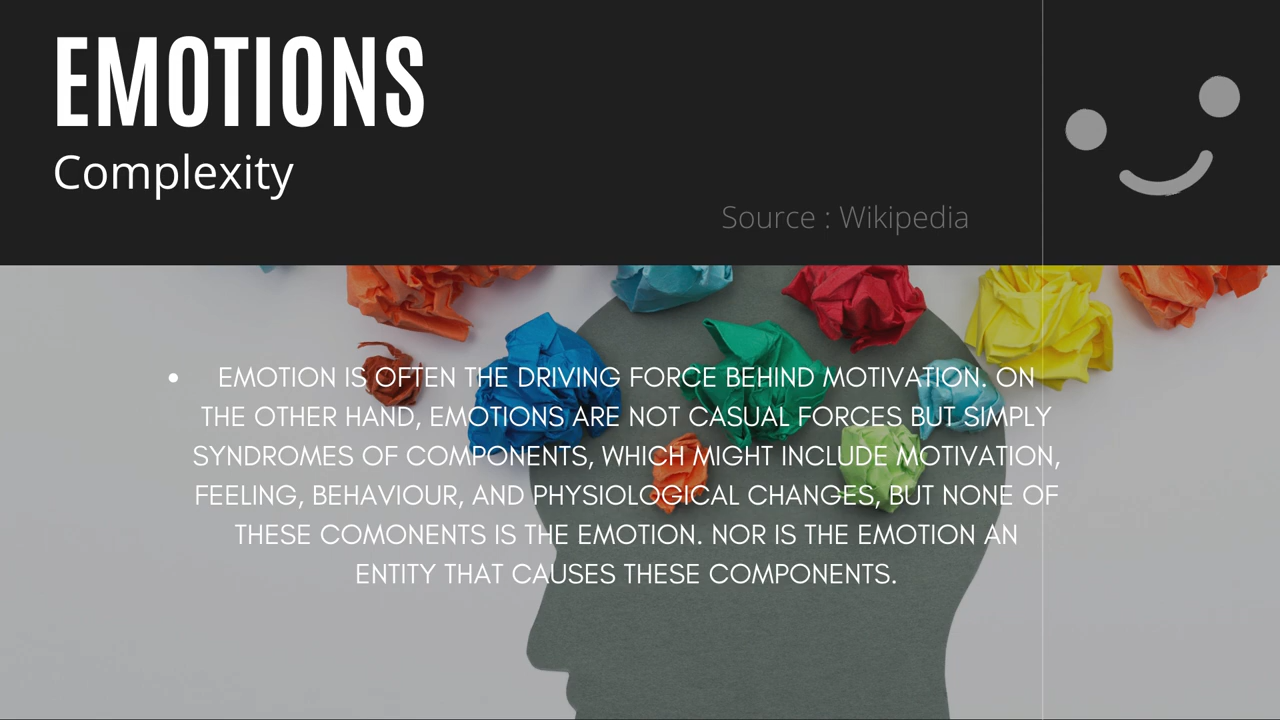 EMOTIONS
Complexity
Source : Wikipedia
• EMOTION IS OFTEN THE DRIVING FORCE BEHIND MOTIVATION. ON
THE OTHER HAND, EMOTIONS ARE NOT CASUAL FORCES BUT SIMPLY
SYNDROMES OF COMPONENTS, WHICH MIGHT INCLUDE MOTIVATION,
FEELING, BEHAVIOUR, AND PHYSIOLOGICAL CHANGES, BUT NONE OF
THESE COMONENTS IS THE EMOTION. NOR IS THE EMOTION AN
ENTITY THAT CAUSES THESE COMPONENTS.